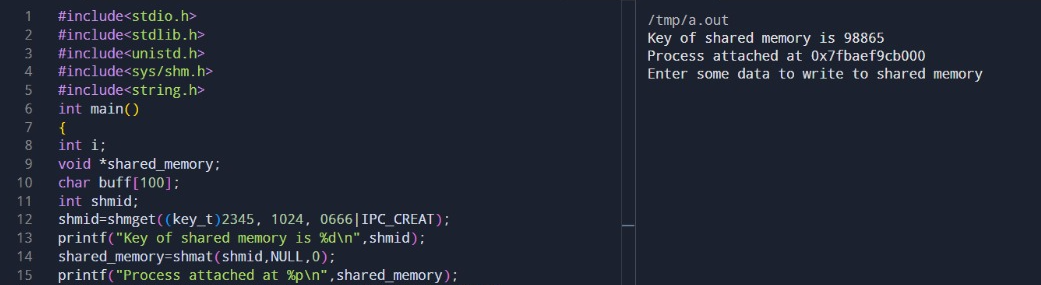 1 #include<stdio.h>
2 #include<stdlib.h>
3 #include<unistd.h>
4 #include<sys/shm.h>
5 #include<string.h>
6 int main()
7 {
8 int i;
9 void *shared_memory;
10 char buff[100];
11 int shmid;
12 shmid=shmget((key_t)2345, 1024, 0666|IPC_CREAT);
13 printf("Key of shared memory is %d\n",shmid);
14 shared_memory=shmat(shmid,NULL,0);
15 printf("Process attached at %p\n",shared_memory);
/tmp/a.out
Key of shared memory is 98865
Process attached at 0x7fbaef9cb000
Enter some data to write to shared memory